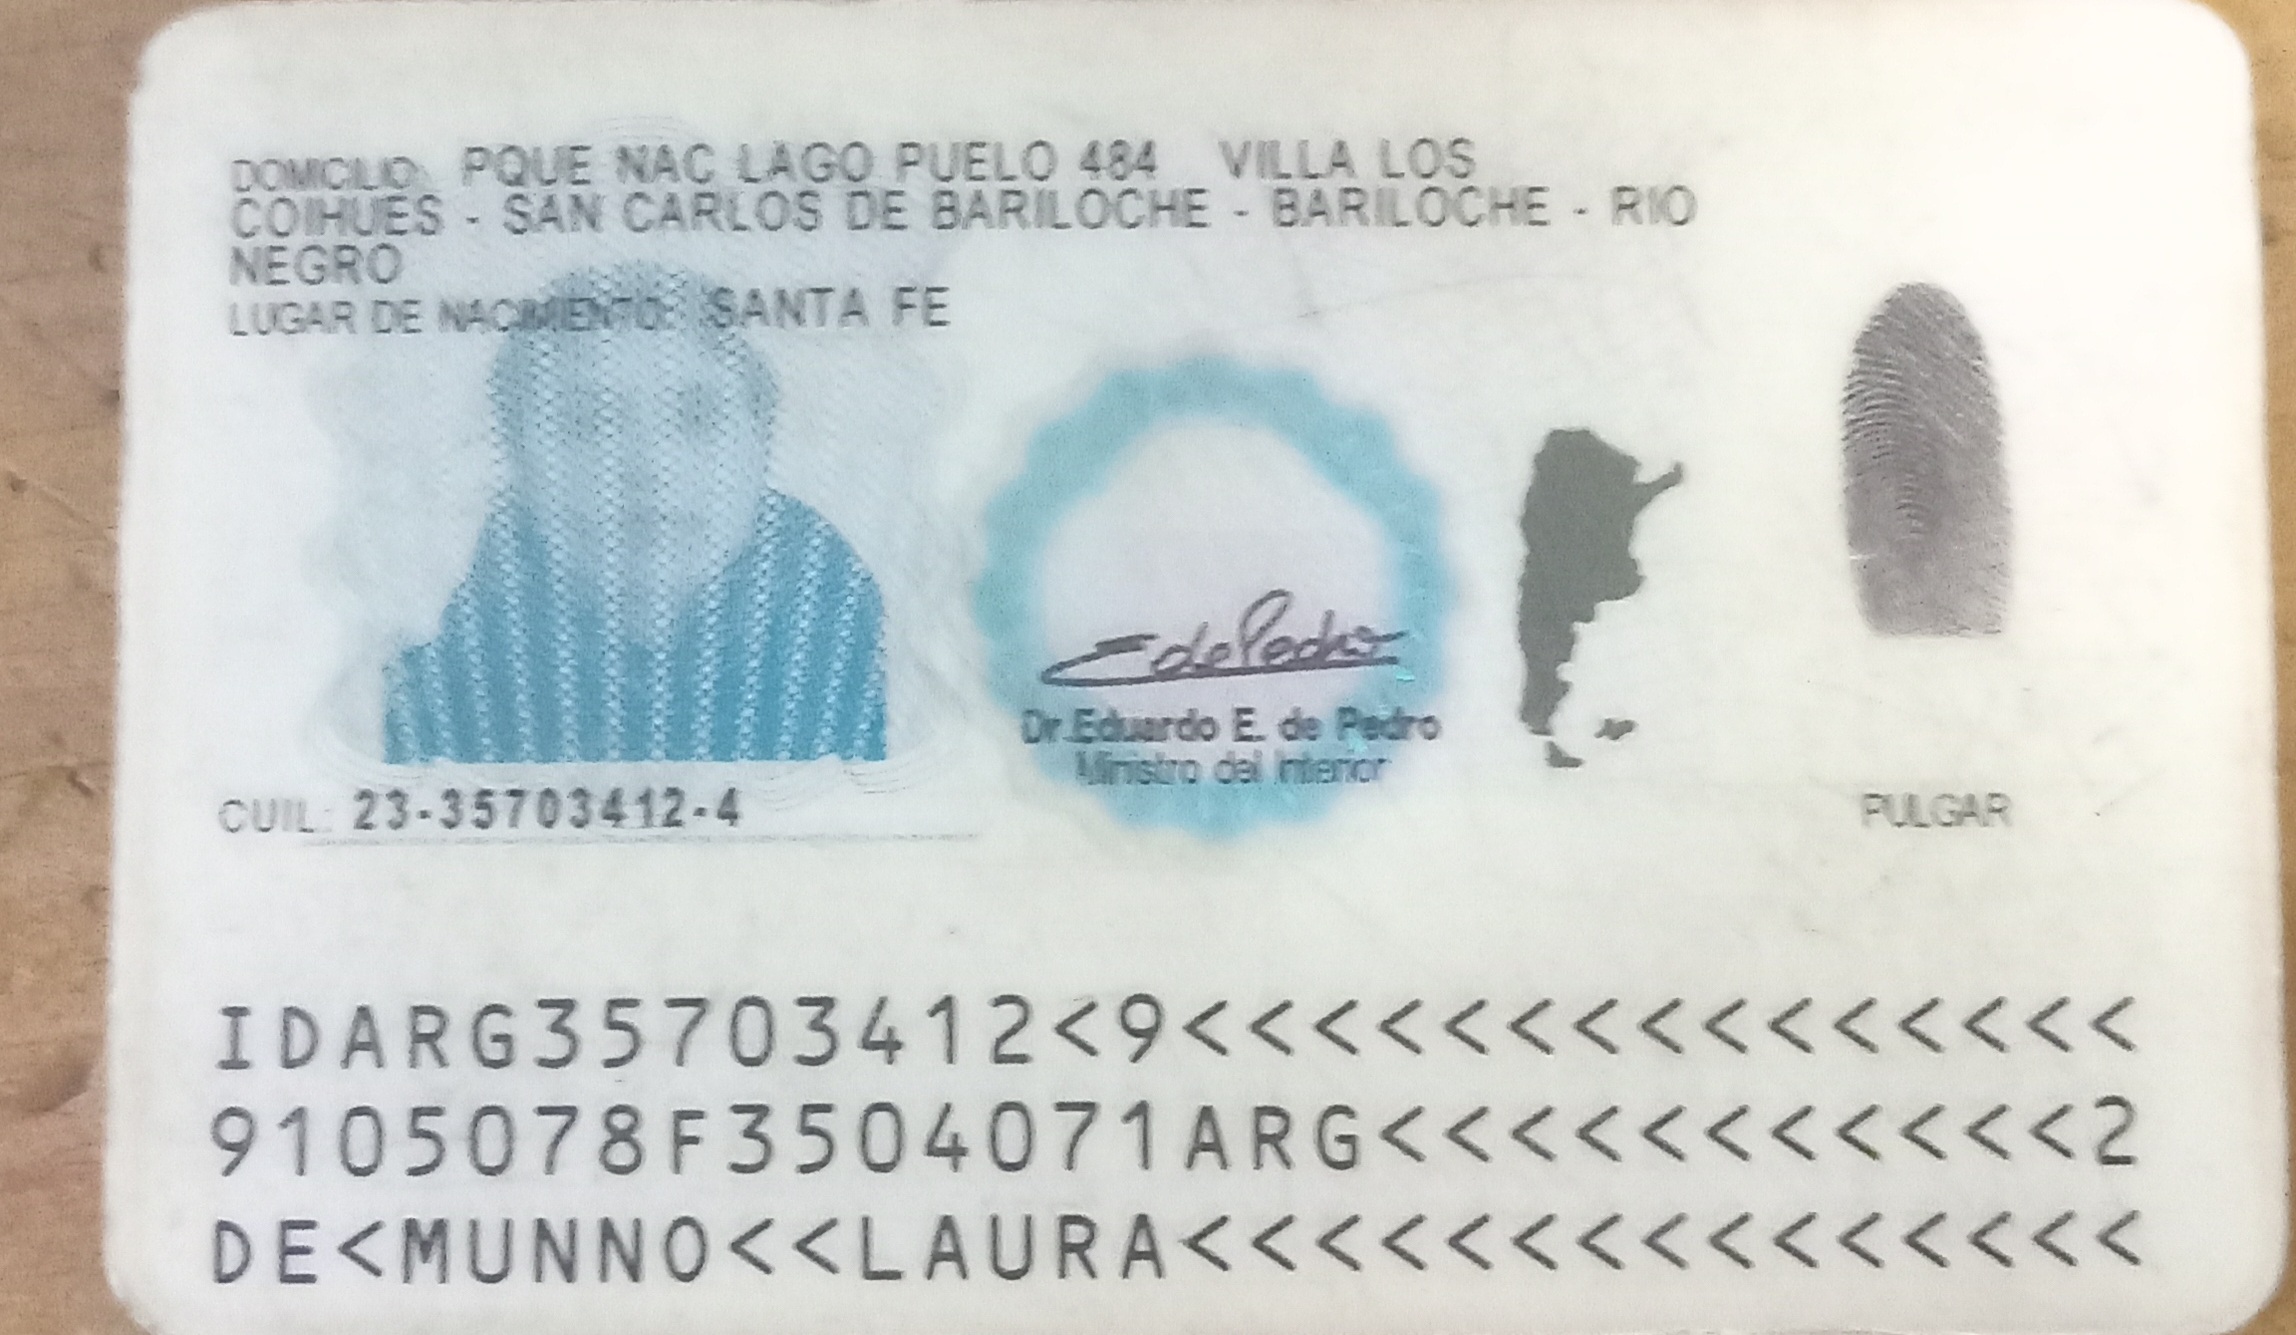 DOMICILIO: PQUE NAC LAGO PUELO 484 VILLA LOS
COIHUES - SAN CARLOS DE BARILOCHE - BARILOCHE - RIO
NEGRO
LUGAR DE NACIMIENTO: SANTA FE
EdePedro
Dr. Eduardo E. de Pedro
Ministro del Interior
CUIL: 23-35703412-4
PULGAR
IDARG35703412<9<<<<<<<<<<<<<<<
9105078F3504071ARG<<<<<<<<<<<2
DE<MUNNO<<LAURA<<<<<<<<<<<<<<<